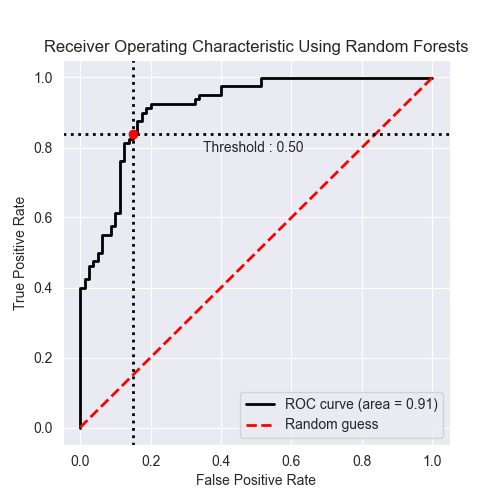 Receiver Operating Characteristic Using Random Forests
1.0
0.8
0.6
0.4
0.2
0.0
True Positive Rate
Threshold : 0.50
ROC curve (area = 0.91)
Random guess
0.0 0.2 0.4 0.6 0.8 1.0
False Positive Rate